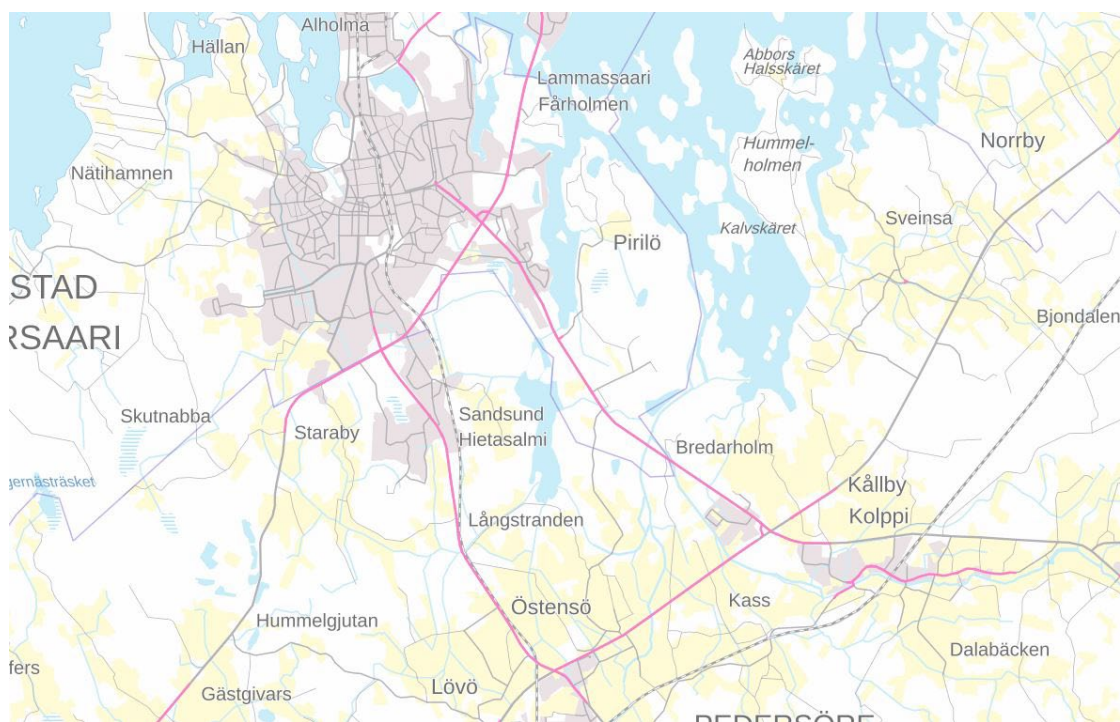 Alholma
Hällan
Lammassaari
Fårholmen
Abbors
Halsskäret
Hummel-
holmen
Norrby
Nätihamnen
Sveinsa
Kalvskäret
Pirilö
STAD
RSAARI
Bjondalen
Skutnabba
Staraby
Sandsund
Hietasalmi
Bredarholm
gernästräsket
Kållby
Kolppi
Långstranden
Hummelgjutan
Östensö
Kass
Dalabäcken
fers
Gästgivars
Lövö
PEDERSÖRE